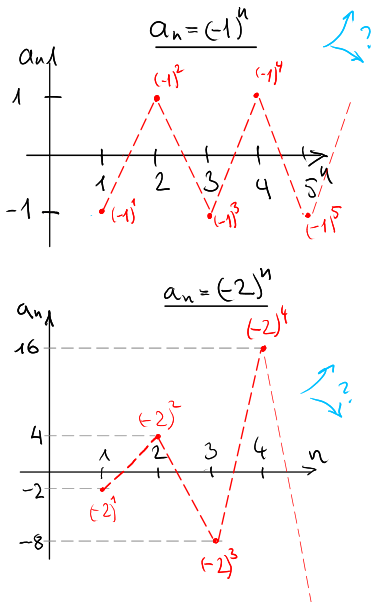 aₙ = (-1)ⁿ
?
aₙ
1
(-1)² (-1)⁴
1 2 3 4 5 n
-1
(-1)¹ (-1)³ (-1)⁵
aₙ = (-2)ⁿ
aₙ
16
(-2)⁴
?
4
(-2)²
1 2 3 4 n
-2
(-2)¹
-8
(-2)³